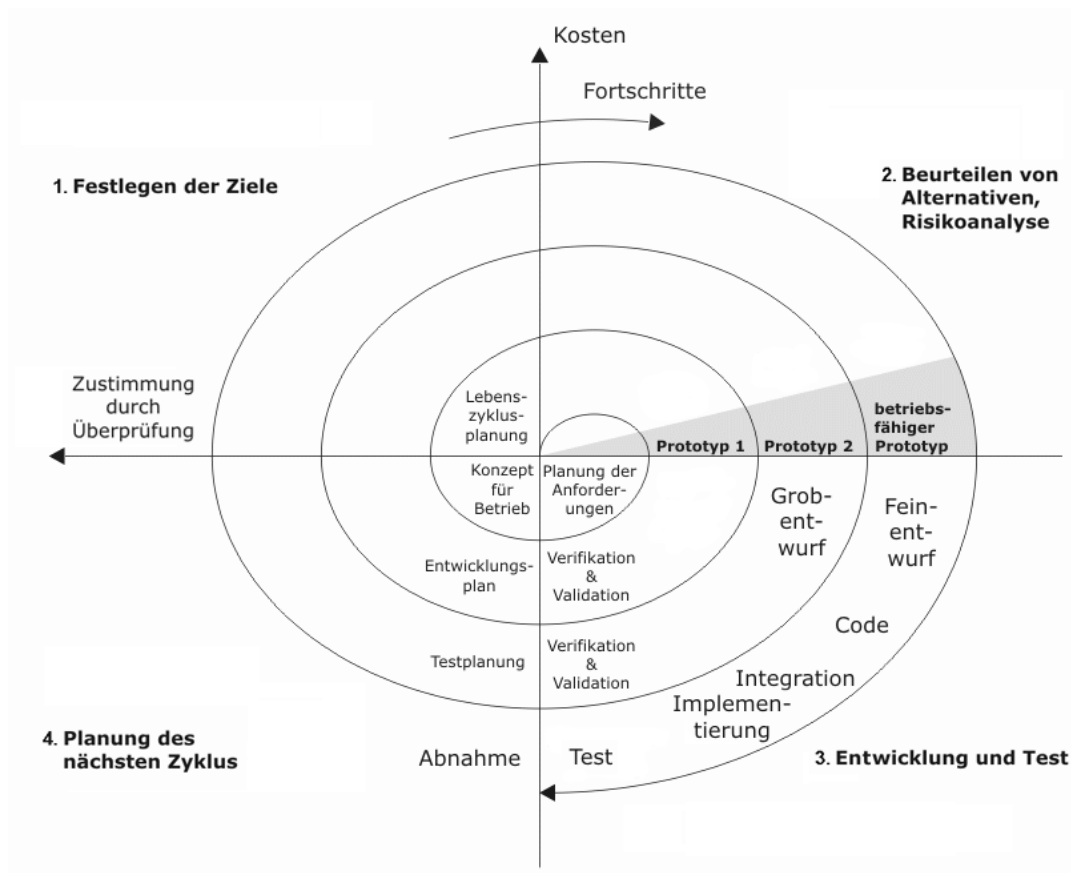 Kosten
Fortschritte
1. Festlegen der Ziele
2. Beurteilen von
Alternativen,
Risikoanalyse
Zustimmung
durch
Überprüfung
Lebens-
zyklus-
planung
betriebs-
fähiger
Prototyp
Prototyp 1
Prototyp 2
Konzept
für
Betrieb
Planung der
Anforder-
ungen
Grob-
ent-
wurf
Fein-
ent-
wurf
Entwicklungs-
plan
Verifikation
&
Validation
Code
Testplanung
Verifikation
&
Validation
Integration
Implemen-
tierung
4. Planung des
nächsten Zyklus
Abnahme
Test
3. Entwicklung und Test